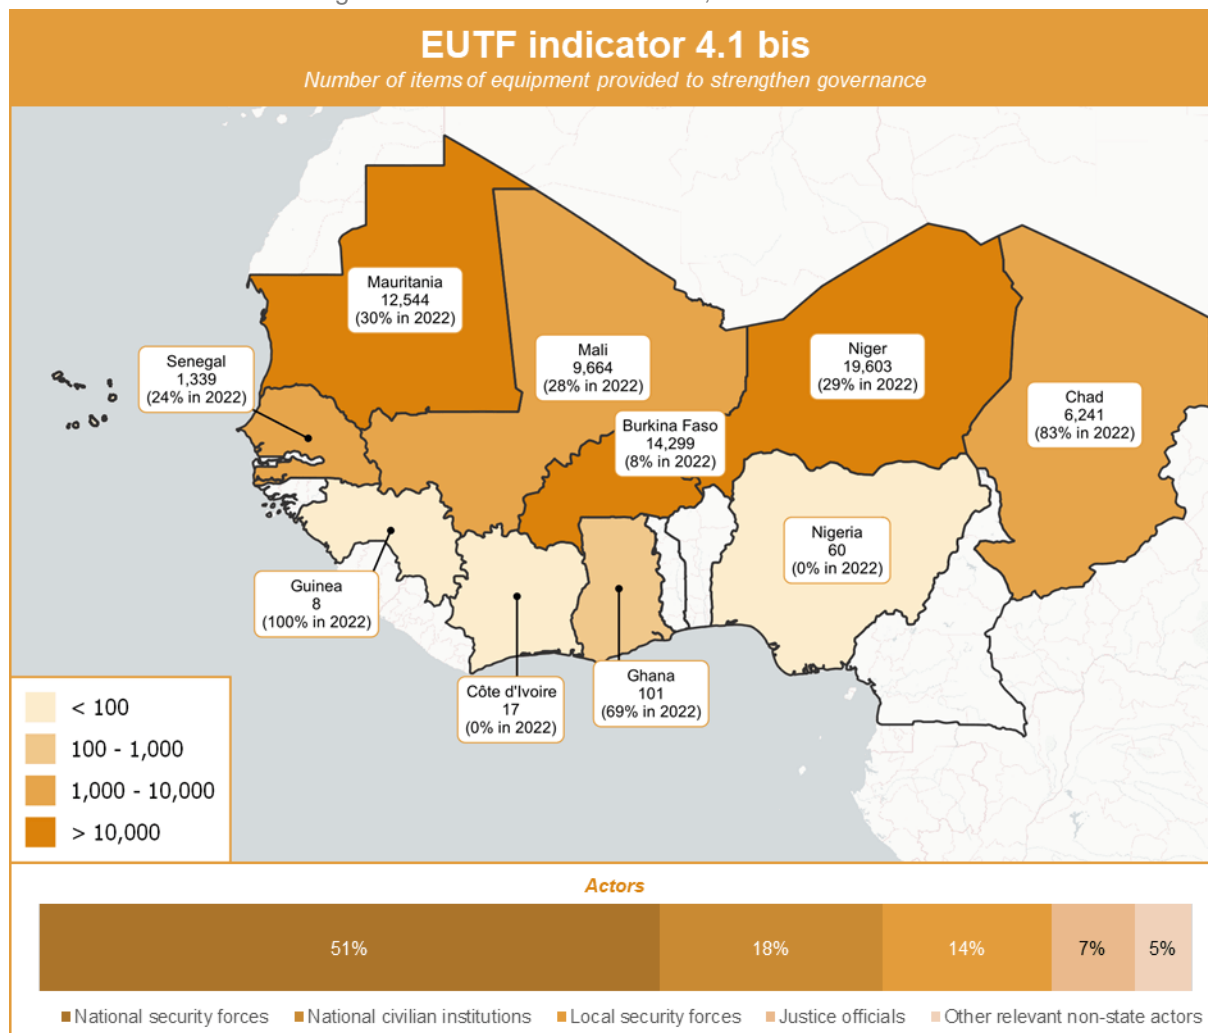 EUTF indicator 4.1 bis
Number of items of equipment provided to strengthen governance
Mauritania
12,544
(30% in 2022)
Senegal
1,339
(24% in 2022)
Mali
9,664
(28% in 2022)
Niger
19,603
(29% in 2022)
Chad
6,241
(83% in 2022)
Burkina Faso
14,299
(8% in 2022)
Nigeria
60
(0% in 2022)
Guinea
8
(100% in 2022)
Côte d'Ivoire
17
(0% in 2022)
Ghana
101
(69% in 2022)
< 100
100 - 1,000
1,000 - 10,000
> 10,000
Actors
51% 18% 14% 7% 5%
National security forces National civilian institutions Local security forces Justice officials Other relevant non-state actors